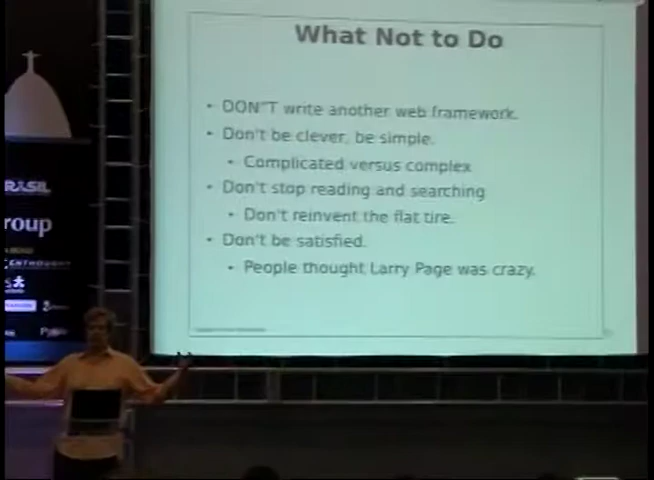 What Not to Do
• DON"T write another web framework.
• Don't be clever, be simple.
• Complicated versus complex
• Don't stop reading and searching
• Don't reinvent the flat tire.
• Don't be satisfied.
• People thought Larry Page was crazy.
RASIL
roup
ENTHOUGHT